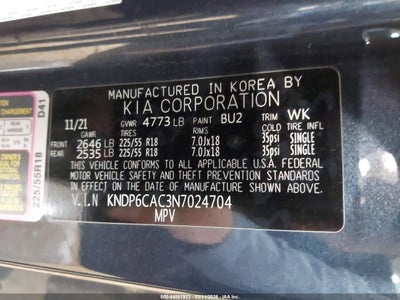 MANUFACTURED IN KOREA BY
KIA CORPORATION
11/21 GVWR 4773 LB PAINT BU2 TRIM WK
GAWR TIRES RIMS COLD TIRE INFL
FRONT 2646 LB 225/55 R18 7.0Jx18 35psi SINGLE
REAR 2535 LB 225/55 R18 7.0Jx18 35psi SINGLE
THIS VEHICLE CONFORMS TO ALL APPLICABLE U.S.A. FEDERAL
MOTOR VEHICLE SAFETY, BUMPER, AND THEFT PREVENTION
STANDARDS IN EFFECT ON THE DATE OF MANUFACTURE SHOWN ABOVE.
V.I.N KNDP6CAC3N7024704
MPV
D41
225/55R18